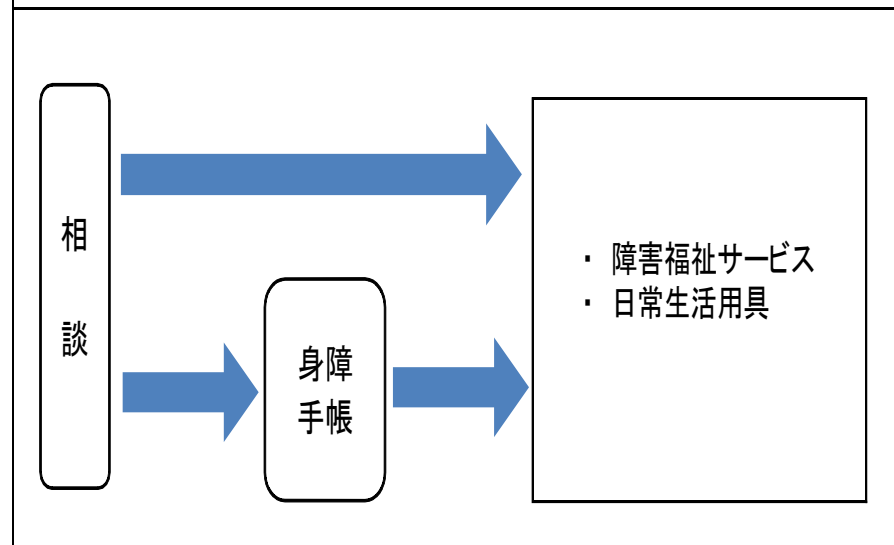 相
談
身障
手帳
・ 障害福祉サービス
・ 日常生活用具